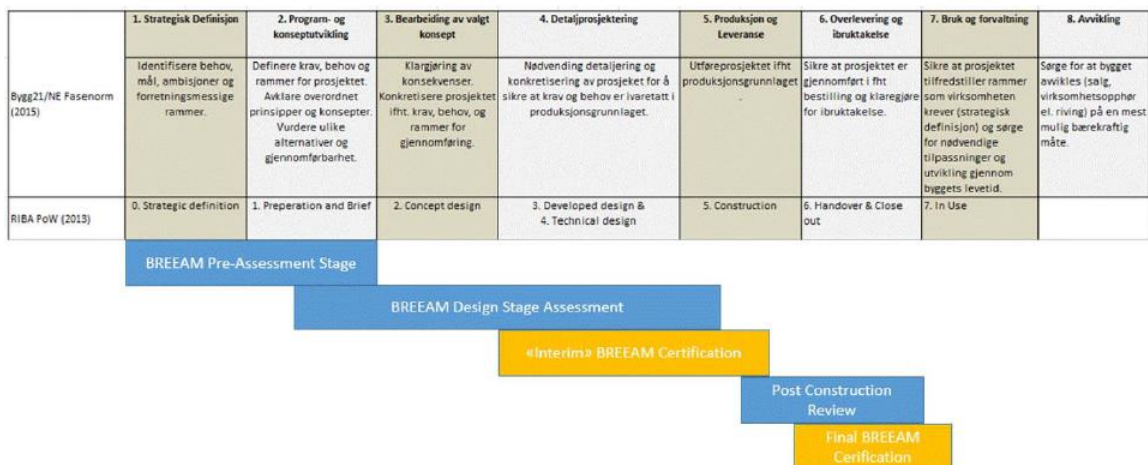 1. Strategisk Definisjon
2. Program- og
konseptutvikling
3. Bearbeiding av valgt
konsept
4. Detaljprosjektering
5. Produksjon og
Leveranse
6. Overlevering og
ibruktakelse
7. Bruk og forvaltning
8. Avvikling
Bygg21/NE Fasenorm
(2015)
Identifisere behov,
mål, ambisjoner og
forretningsmessige
rammer.
Definere krav, behov og
rammer for prosjektet.
Avklare overordnet
prinsipper og konsepter.
Vurdere ulike
alternativer og
gjennomførbarhet.
Klargjøring av
konsekvenser.
Konkretisere prosjektet
ifht. krav, behov, og
rammer for
gjennomføring.
Nødvending detaljering og
konkretisering av prosjeket for å
sikre at krav og behov er ivaretatt i
produksjonsgrunnlaget.
Utføreprosjektet ifht
produksjonsgrunnlaget
.
Sikre at prosjektet er
gjennomført i fht
bestilling og klaregjøre
for ibruktakelse.
Sikre at prosjektet
tilfredstiller rammer
som virksomheten
krever (strategisk
definisjon) og sørge
for nødvendige
tilpassninger og
utvikling gjennom
byggets levetid.
Sørge for at bygget
avvikles (salg,
virksomhetsopphør
el. riving) på en mest
mulig bærekraftig
måte.
RIBA PoW (2013)
0. Strategic definition
1. Preperation and Brief
2. Concept design
3. Developed design &
4. Technical design
5. Construction
6. Handover & Close
out
7. In Use
BREEAM Pre-Assessment Stage
BREEAM Design Stage Assessment
«Interim» BREEAM Certification
Post Construction
Review
Final BREEAM
Cerification